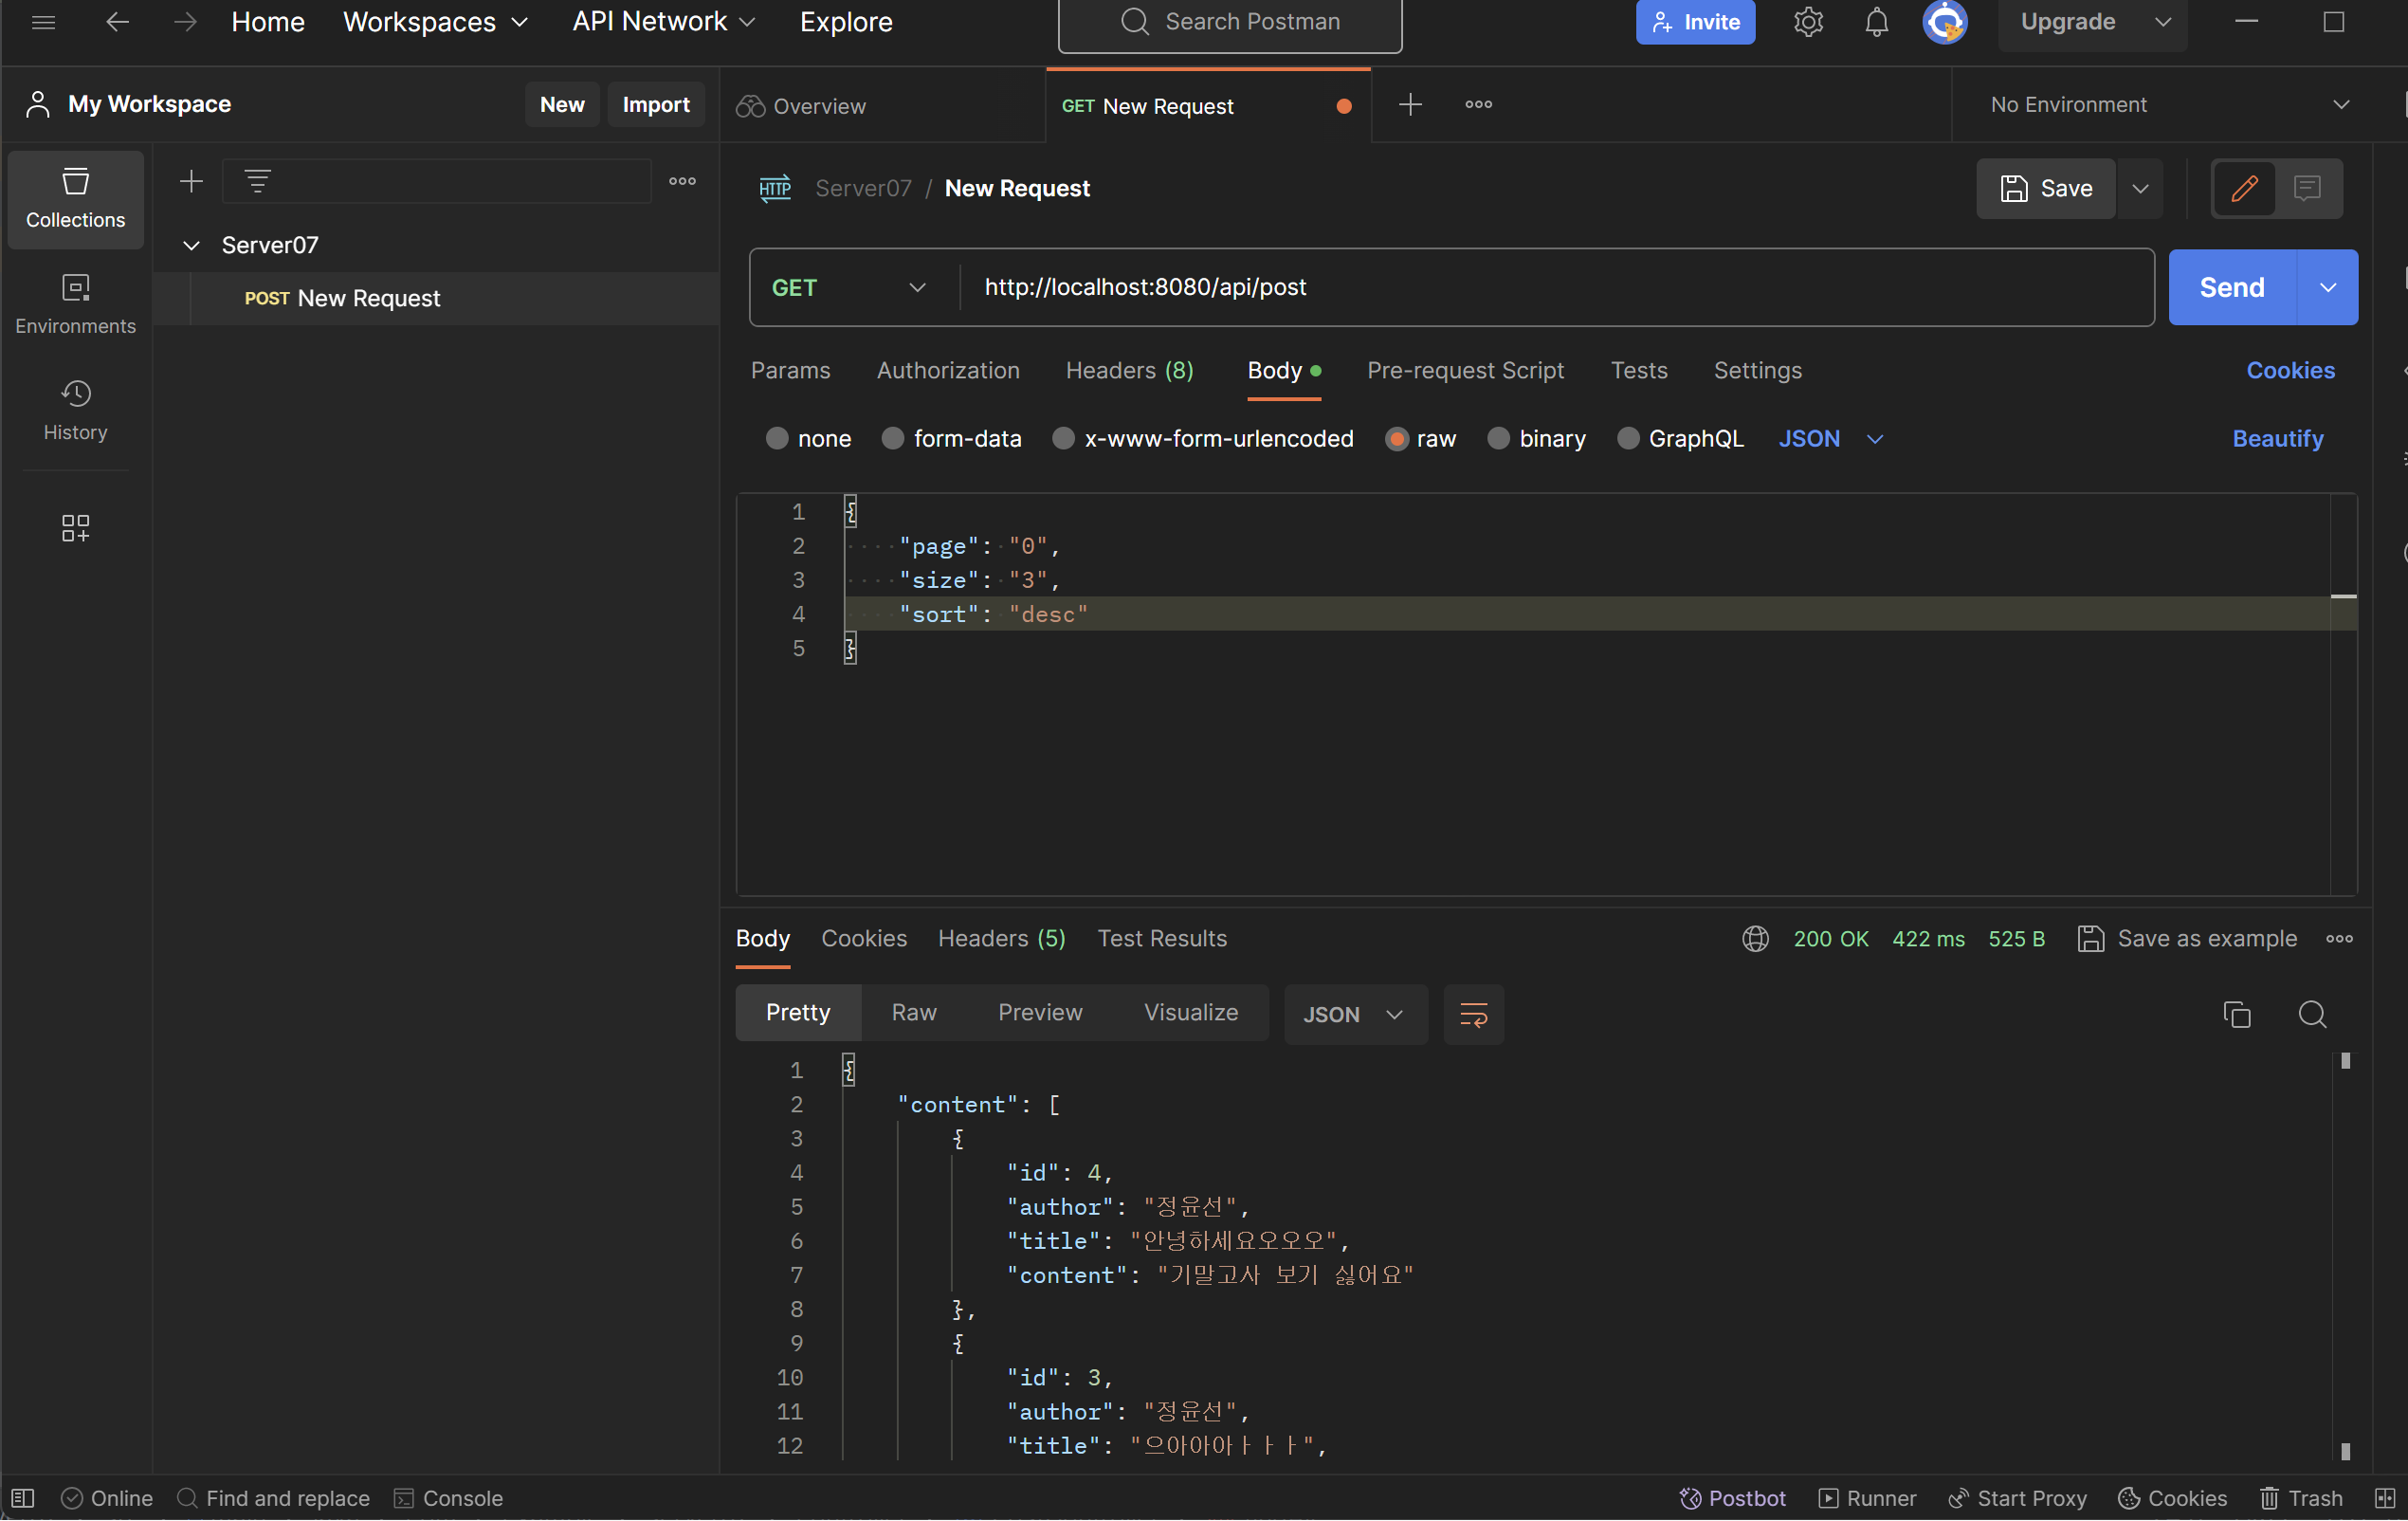 Home Workspaces API Network Explore Search Postman Invite Upgrade
My Workspace New Import Overview GET New Request No Environment
Collections
Environments
History
Server07
POST New Request
HTTP Server07 / New Request Save
GET http://localhost:8080/api/post Send
Params Authorization Headers (8) Body Pre-request Script Tests Settings Cookies
none form-data x-www-form-urlencoded raw binary GraphQL JSON Beautify
1 {
2 "page": "0",
3 "size": "3",
4 "sort": "desc"
5 }
Body Cookies Headers (5) Test Results 200 OK 422 ms 525 B Save as example
Pretty Raw Preview Visualize JSON
1 {
2 "content": [
3 {
4 "id": 4,
5 "author": "정윤선",
6 "title": "안녕하세요오오오",
7 "content": "기말고사 보기 싫어요"
8 },
9 {
10 "id": 3,
11 "author": "정윤선",
12 "title": "으아아아ㅏㅏㅏ",
Online Find and replace Console Postbot Runner Start Proxy Cookies Trash